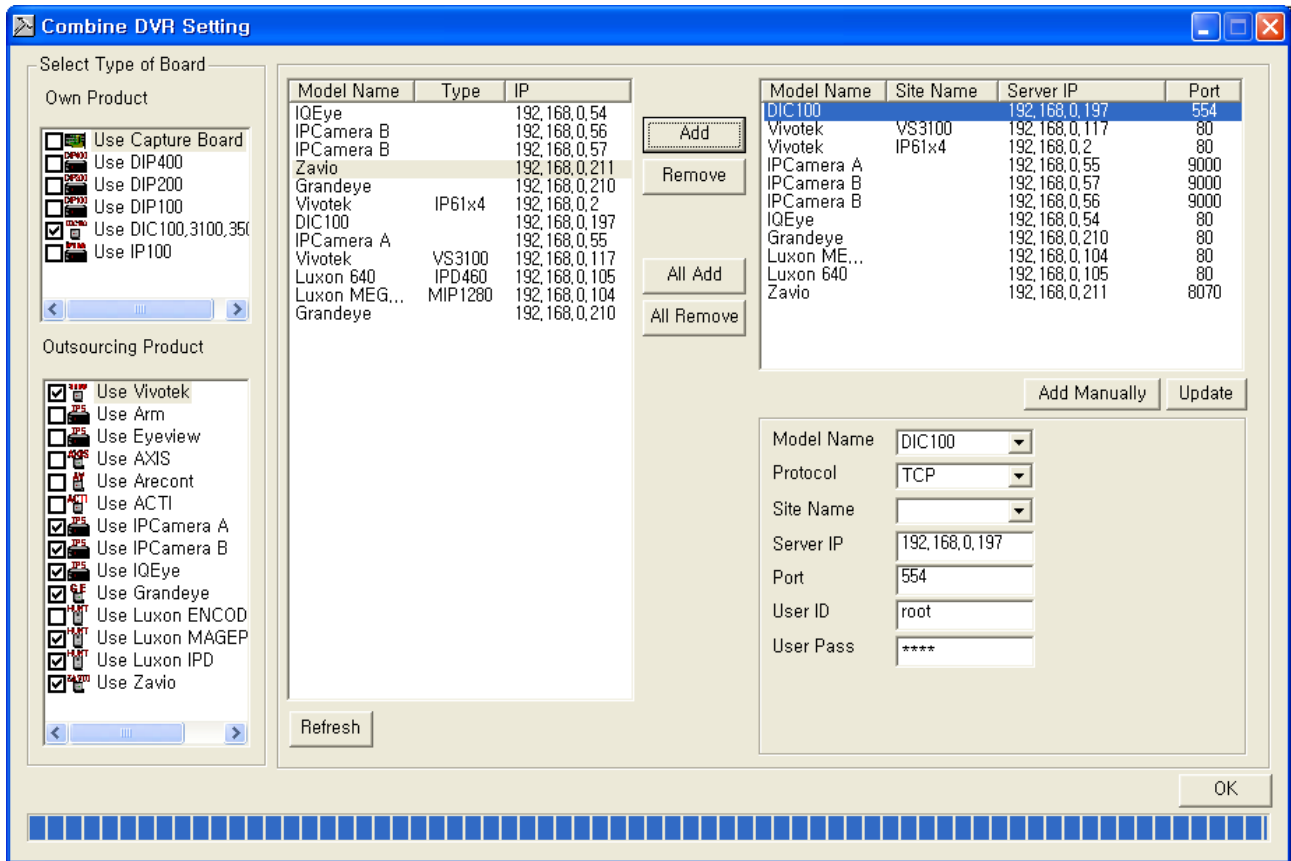 Combine DVR Setting
Select Type of Board
Own Product
Use Capture Board
Use DIP400
Use DIP200
Use DIP100
Use DIC100,3100,35(
Use IP100
Outsourcing Product
Use Vivotek
Use Arm
Use Eyeview
Use AXIS
Use Arecont
Use ACTI
Use IPCamera A
Use IPCamera B
Use IQEye
Use Grandeye
Use Luxon ENCOD
Use Luxon MAGEP
Use Luxon IPD
Use Zavio
Model Name Type IP
IQEye 192,168,0,54
IPCamera B 192,168,0,56
IPCamera B 192,168,0,57
Zavio 192,168,0,211
Grandeye 192,168,0,210
Vivotek IP61x4 192,168,0,2
DIC100 192,168,0,197
IPCamera A 192,168,0,55
Vivotek VS3100 192,168,0,117
Luxon 640 IPD460 192,168,0,105
Luxon MEG,,, MIP1280 192,168,0,104
Grandeye 192,168,0,210
Refresh
Add
Remove
All Add
All Remove
Model Name Site Name Server IP Port
DIC100 192,168,0,197 554
Vivotek VS3100 192,168,0,117 80
Vivotek IP61x4 192,168,0,2 80
IPCamera A 192,168,0,55 9000
IPCamera B 192,168,0,57 9000
IPCamera B 192,168,0,56 9000
IQEye 192,168,0,54 80
Grandeye 192,168,0,210 80
Luxon ME,,, 192,168,0,104 80
Luxon 640 192,168,0,105 80
Zavio 192,168,0,211 8070
Add Manually Update
Model Name DIC100
Protocol TCP
Site Name
Server IP 192,168,0,197
Port 554
User ID root
User Pass ****
OK